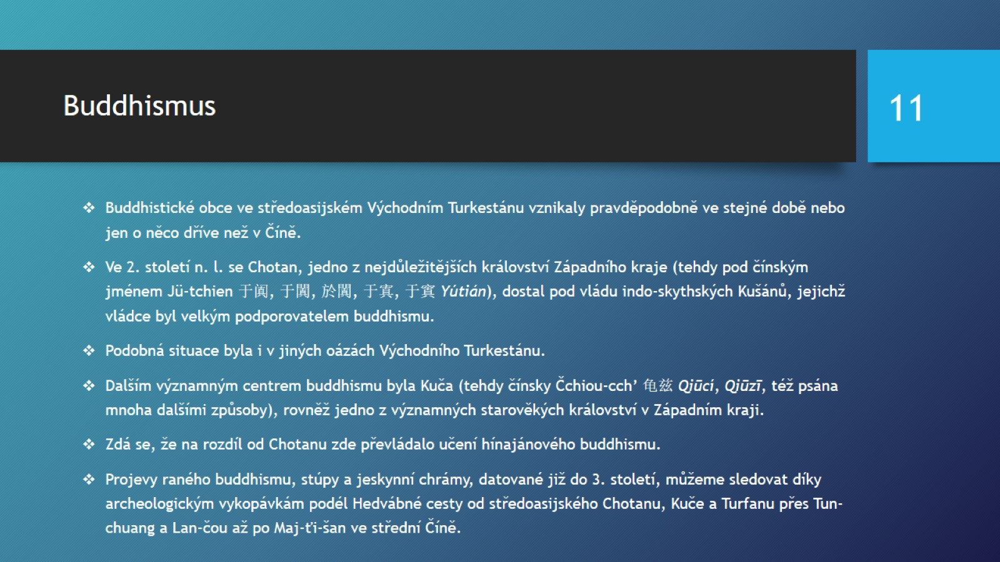 Buddhismus
11
❖ Buddhistické obce ve středoasijském Východním Turkestánu vznikaly pravděpodobně ve stejné době nebo
jen o něco dříve než v Číně.
❖ Ve 2. století n. l. se Chotan, jedno z nejdůležitějších království Západního kraje (tehdy pod čínským
jménem Jü-tchien 于阗, 于闐, 於闐, 于寘, 于窴 Yútián), dostal pod vládu indo-skythských Kušánů, jejichž
vládce byl velkým podporovatelem buddhismu.
❖ Podobná situace byla i v jiných oázách Východního Turkestánu.
❖ Dalším významným centrem buddhismu byla Kuča (tehdy čínsky Čchiou-cch’ 龟兹 Qjūcí, Qjūzī, též psána
mnoha dalšími způsoby), rovněž jedno z významných starověkých království v Západním kraji.
❖ Zdá se, že na rozdíl od Chotanu zde převládalo učení hínajánového buddhismu.
❖ Projevy raného buddhismu, stúpy a jeskynní chrámy, datované již do 3. století, můžeme sledovat díky
archeologickým vykopávkám podél Hedvábné cesty od středoasijského Chotanu, Kuče a Turfanu přes Tun-
chuang a Lan-čou až po Maj-ťi-šan ve střední Číně.